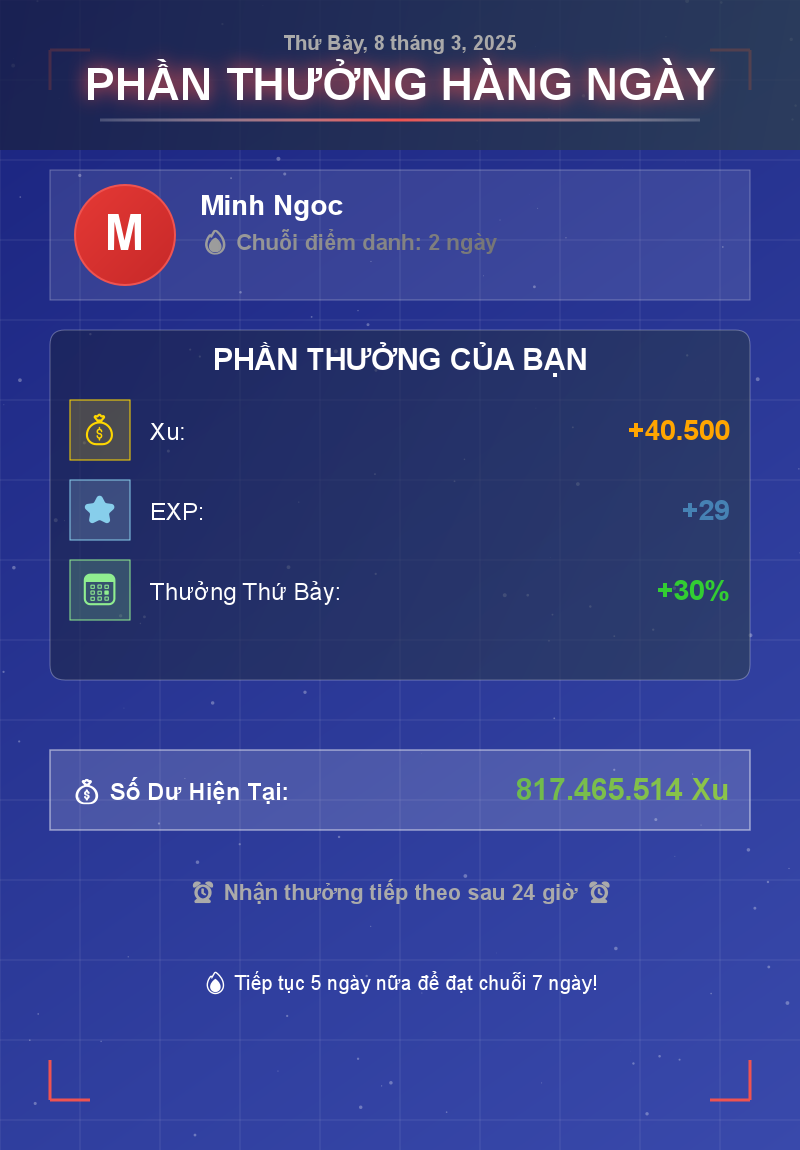 Thứ Bảy, 8 tháng 3, 2025
PHẦN THƯỞNG HÀNG NGÀY
M
Minh Ngoc
Chuỗi điểm danh: 2 ngày
PHẦN THƯỞNG CỦA BẠN
Xu: +40.500
EXP: +29
Thưởng Thứ Bảy: +30%
Số Dư Hiện Tại: 817.465.514 Xu
Nhận thưởng tiếp theo sau 24 giờ
Tiếp tục 5 ngày nữa để đạt chuỗi 7 ngày!